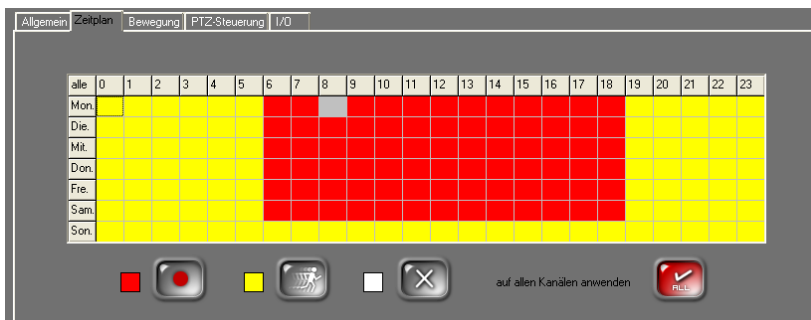 Allgemein Zeitplan Bewegung PTZ-Steuerung I/O
alle 0 1 2 3 4 5 6 7 8 9 10 11 12 13 14 15 16 17 18 19 20 21 22 23
Mon.
Die.
Mit.
Don.
Fre.
Sam.
Son.
auf allen Kanälen anwenden
ALL